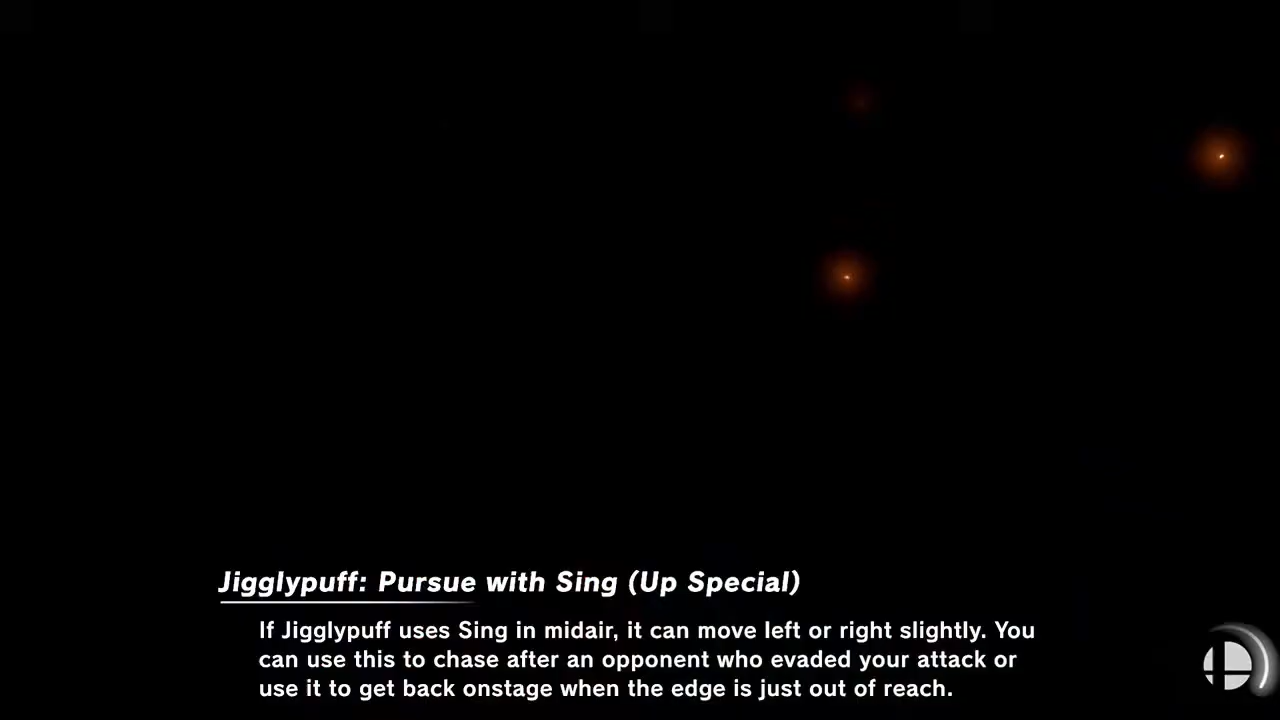 Jigglypuff: Pursue with Sing (Up Special)
If Jigglypuff uses Sing in midair, it can move left or right slightly. You
can use this to chase after an opponent who evaded your attack or
use it to get back onstage when the edge is just out of reach.